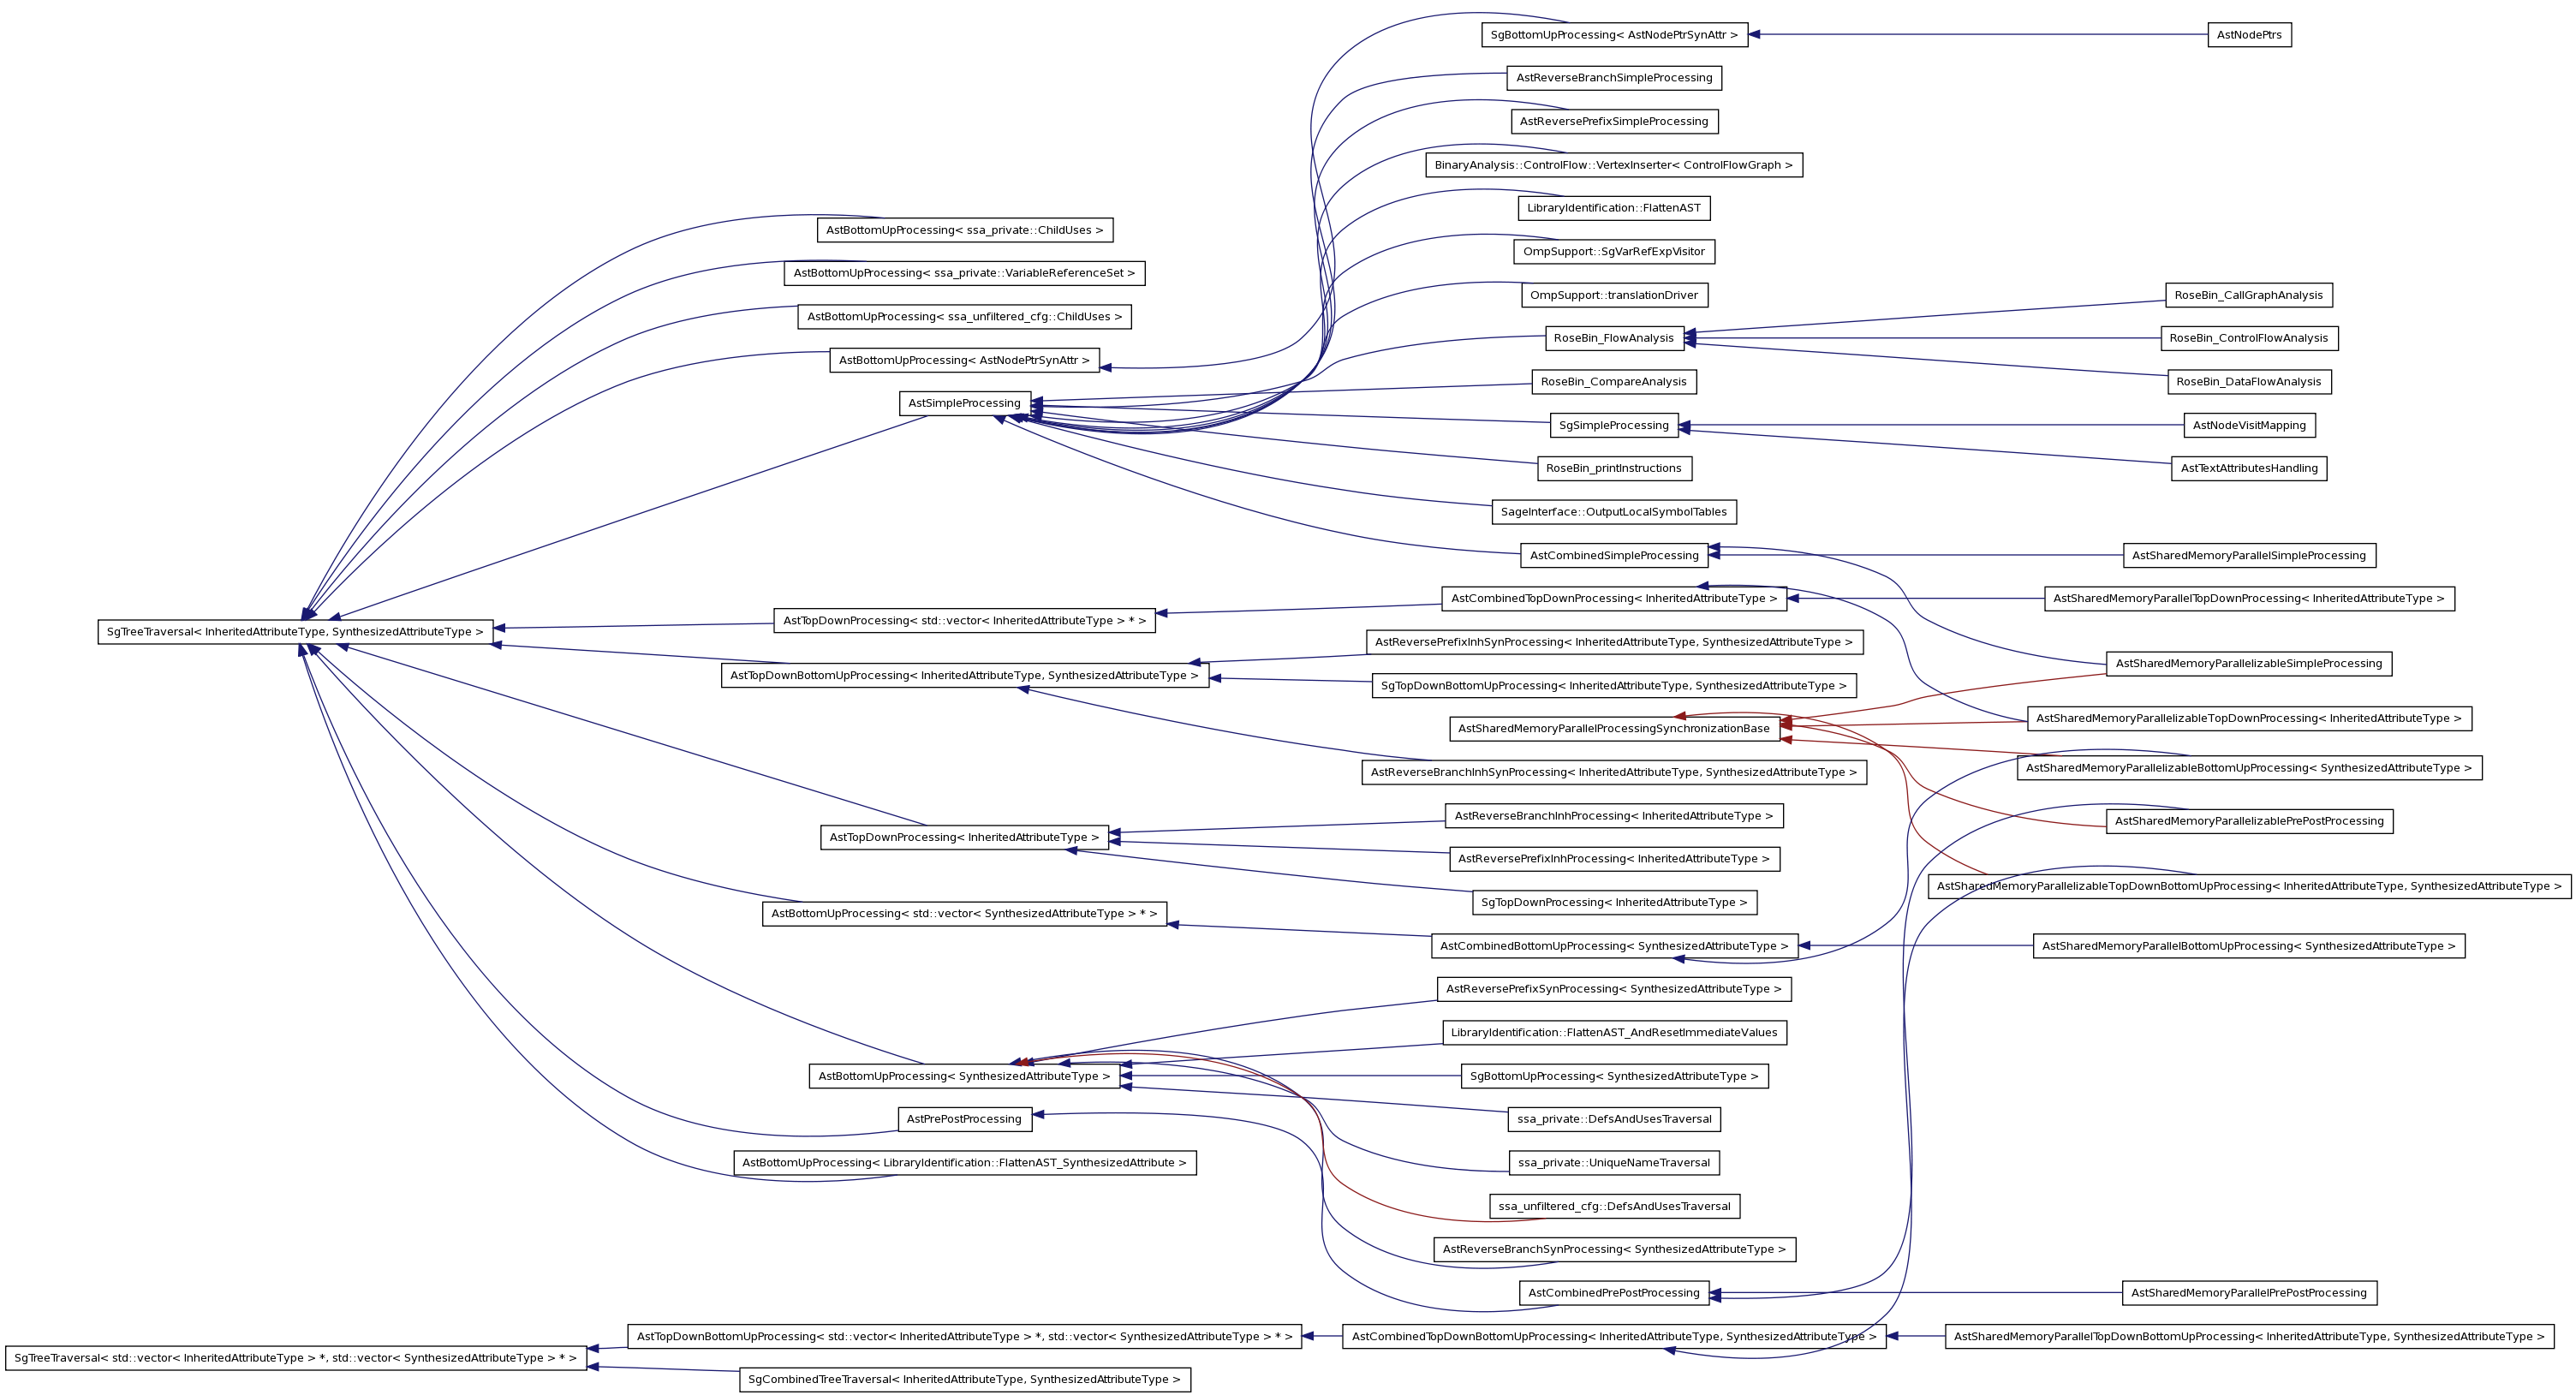 SgBottomUpProcessing< AstNodePtrSynAttr >
AstNodePtrs
AstReverseBranchSimpleProcessing
AstReversePrefixSimpleProcessing
BinaryAnalysis::ControlFlow::VertexInserter< ControlFlowGraph >
LibraryIdentification::FlattenAST
AstBottomUpProcessing< ssa_private::ChildUses >
OmpSupport::SgVarRefExpVisitor
AstBottomUpProcessing< ssa_private::VariableReferenceSet >
OmpSupport::translationDriver
RoseBin_CallGraphAnalysis
AstBottomUpProcessing< ssa_unfiltered_cfg::ChildUses >
RoseBin_FlowAnalysis
RoseBin_ControlFlowAnalysis
AstBottomUpProcessing< AstNodePtrSynAttr >
RoseBin_CompareAnalysis
RoseBin_DataFlowAnalysis
AstSimpleProcessing
SgSimpleProcessing
AstNodeVisitMapping
RoseBin_printInstructions
AstTextAttributesHandling
SageInterface::OutputLocalSymbolTables
AstCombinedSimpleProcessing
AstSharedMemoryParallelSimpleProcessing
AstCombinedTopDownProcessing< InheritedAttributeType >
AstSharedMemoryParallelTopDownProcessing< InheritedAttributeType >
AstTopDownProcessing< std::vector< InheritedAttributeType > * >
SgTreeTraversal< InheritedAttributeType, SynthesizedAttributeType >
AstReversePrefixInhSynProcessing< InheritedAttributeType, SynthesizedAttributeType >
AstSharedMemoryParallelizableSimpleProcessing
AstTopDownBottomUpProcessing< InheritedAttributeType, SynthesizedAttributeType >
SgTopDownBottomUpProcessing< InheritedAttributeType, SynthesizedAttributeType >
AstSharedMemoryParallelizableTopDownProcessing< InheritedAttributeType >
AstSharedMemoryParallelProcessingSynchronizationBase
AstSharedMemoryParallelizableBottomUpProcessing< SynthesizedAttributeType >
AstReverseBranchInhSynProcessing< InheritedAttributeType, SynthesizedAttributeType >
AstReverseBranchInhProcessing< InheritedAttributeType >
AstSharedMemoryParallelizablePrePostProcessing
AstTopDownProcessing< InheritedAttributeType >
AstReversePrefixInhProcessing< InheritedAttributeType >
AstSharedMemoryParallelizableTopDownBottomUpProcessing< InheritedAttributeType, SynthesizedAttributeType >
SgTopDownProcessing< InheritedAttributeType >
AstBottomUpProcessing< std::vector< SynthesizedAttributeType > * >
AstCombinedBottomUpProcessing< SynthesizedAttributeType >
AstSharedMemoryParallelBottomUpProcessing< SynthesizedAttributeType >
AstReversePrefixSynProcessing< SynthesizedAttributeType >
LibraryIdentification::FlattenAST_AndResetImmediateValues
AstBottomUpProcessing< SynthesizedAttributeType >
SgBottomUpProcessing< SynthesizedAttributeType >
AstPrePostProcessing
ssa_private::DefsAndUsesTraversal
AstBottomUpProcessing< LibraryIdentification::FlattenAST_SynthesizedAttribute >
ssa_private::UniqueNameTraversal
ssa_unfiltered_cfg::DefsAndUsesTraversal
AstReverseBranchSynProcessing< SynthesizedAttributeType >
AstCombinedPrePostProcessing
AstSharedMemoryParallelPrePostProcessing
AstTopDownBottomUpProcessing< std::vector< InheritedAttributeType > *, std::vector< SynthesizedAttributeType > * >
AstCombinedTopDownBottomUpProcessing< InheritedAttributeType, SynthesizedAttributeType >
AstSharedMemoryParallelTopDownBottomUpProcessing< InheritedAttributeType, SynthesizedAttributeType >
SgTreeTraversal< std::vector< InheritedAttributeType > *, std::vector< SynthesizedAttributeType > * >
SgCombinedTreeTraversal< InheritedAttributeType, SynthesizedAttributeType >